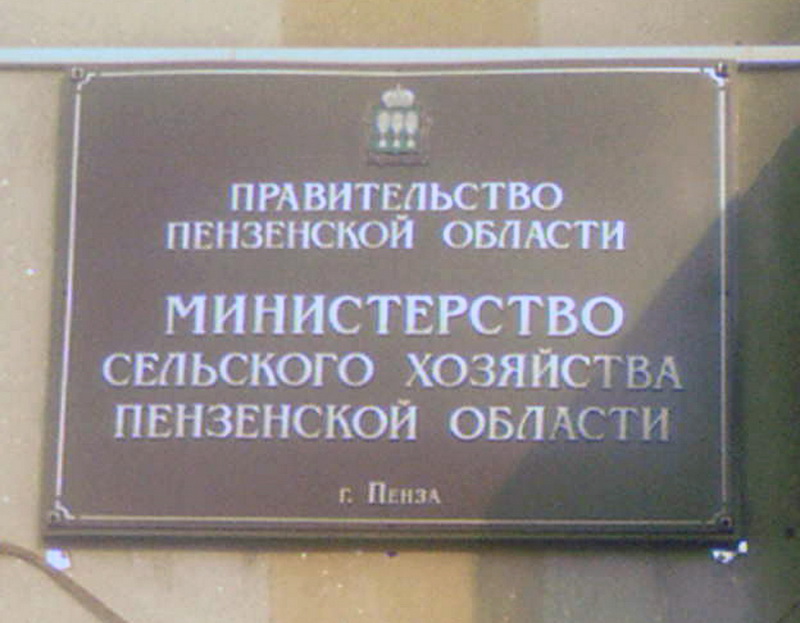 ПРАВИТЕЛЬСТВО
ПЕНЗЕНСКОЙ ОБЛАСТИ
МИНИСТЕРСТВО
СЕЛЬСКОГО ХОЗЯЙСТВА
ПЕНЗЕНСКОЙ ОБЛАСТИ
г. Пенза